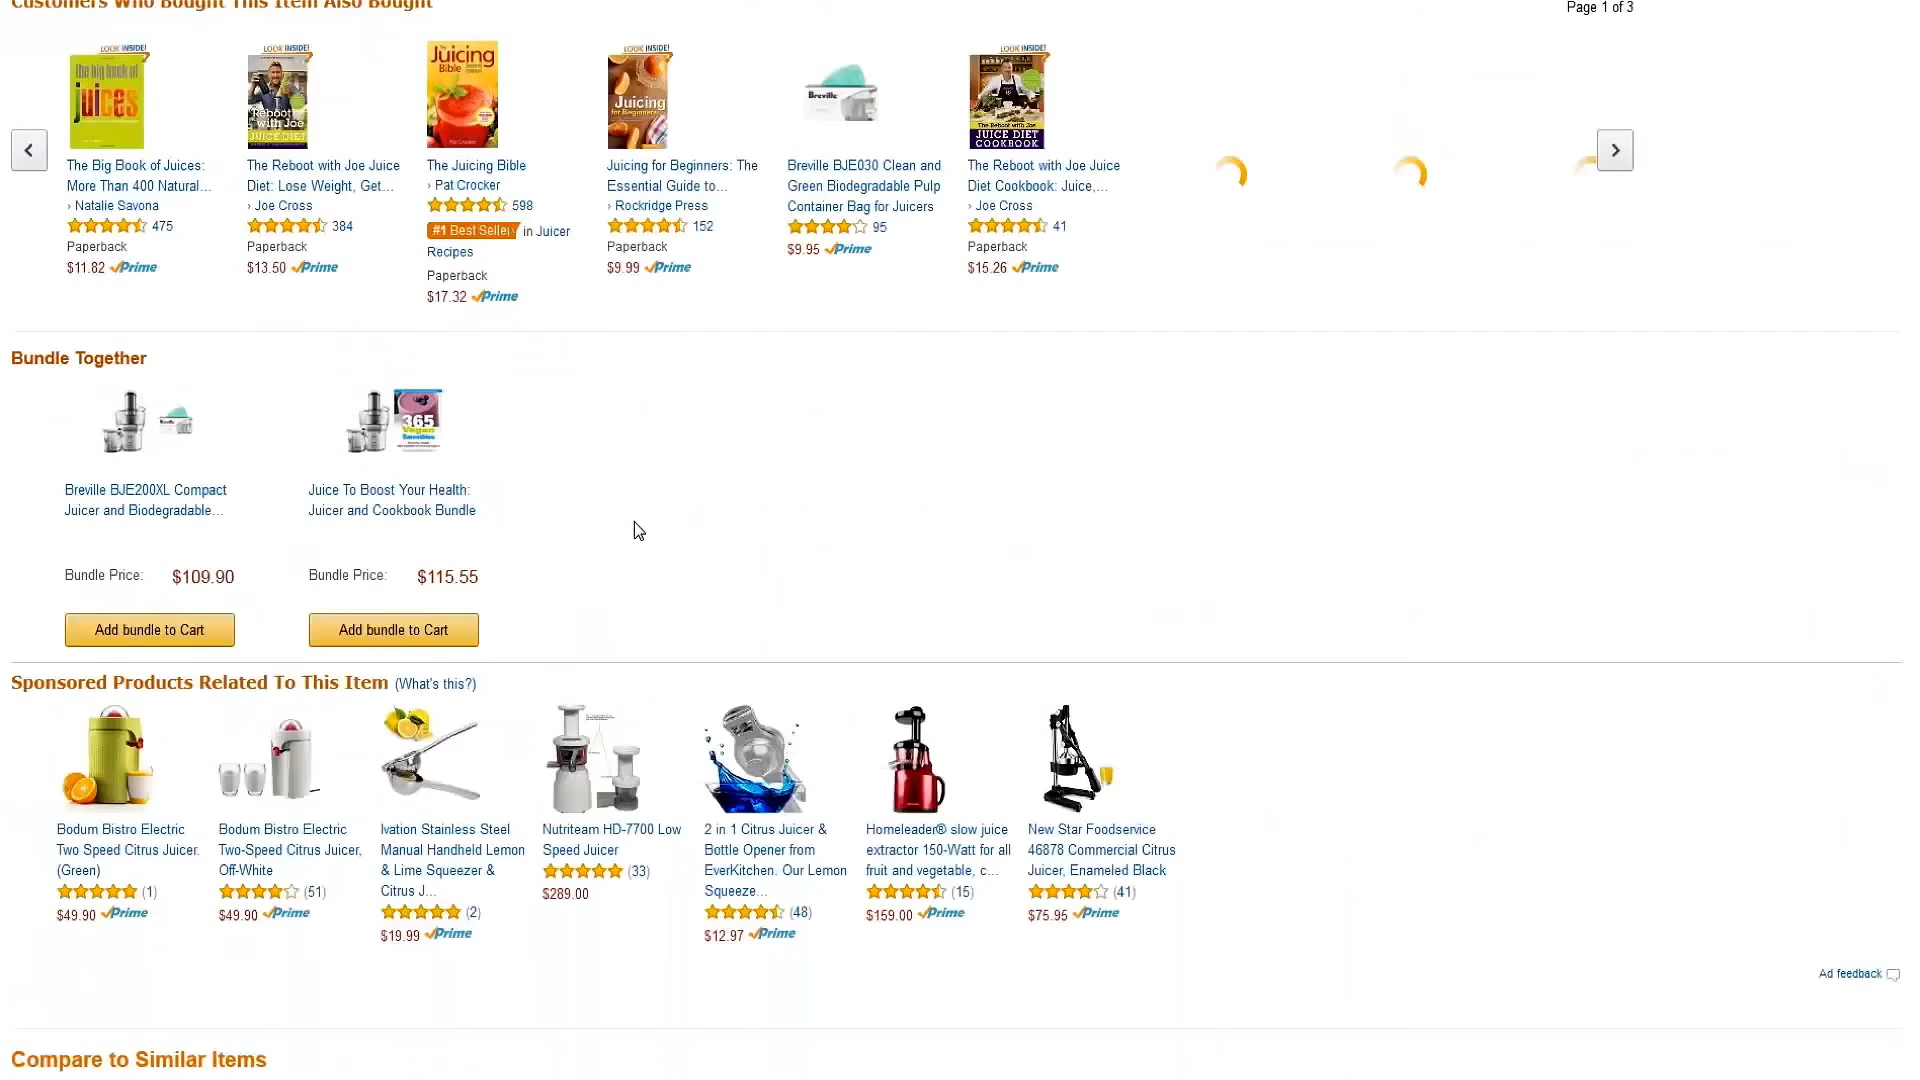 Customers Who Bought This Item Also Bought
Page 1 of 3
LOOK INSIDE!
the big book of
juices
The Big Book of Juices:
More Than 400 Natural...
› Natalie Savona
475
Paperback
$11.82 Prime
LOOK INSIDE!
Reboot
with Joe
JUICE DIET
The Reboot with Joe Juice
Diet: Lose Weight, Get...
› Joe Cross
384
Paperback
$13.50 Prime
The
Juicing
Bible
Pat Crocker
The Juicing Bible
› Pat Crocker
598
#1 Best Seller in Juicer
Recipes
Paperback
$17.32 Prime
LOOK INSIDE!
Juicing
for Beginners
Juicing for Beginners: The
Essential Guide to...
› Rockridge Press
152
Paperback
$9.99 Prime
Breville
Breville BJE030 Clean and
Green Biodegradable Pulp
Container Bag for Juicers
95
$9.95 Prime
LOOK INSIDE!
The Reboot with Joe
JUICE DIET
COOKBOOK
The Reboot with Joe Juice
Diet Cookbook: Juice,...
› Joe Cross
41
Paperback
$15.26 Prime
Bundle Together
Breville BJE200XL Compact
Juicer and Biodegradable...
Bundle Price: $109.90
Add bundle to Cart
365
Vegan
Smoothies
Juice To Boost Your Health:
Juicer and Cookbook Bundle
Bundle Price: $115.55
Add bundle to Cart
Sponsored Products Related To This Item (What's this?)
Bodum Bistro Electric
Two Speed Citrus Juicer.
(Green)
(1)
$49.90 Prime
Bodum Bistro Electric
Two-Speed Citrus Juicer,
Off-White
(51)
$49.90 Prime
Ivation Stainless Steel
Manual Handheld Lemon
& Lime Squeezer &
Citrus J...
(2)
$19.99 Prime
Nutriteam HD-7700 Low
Speed Juicer
(33)
$289.00
2 in 1 Citrus Juicer &
Bottle Opener from
EverKitchen. Our Lemon
Squeeze...
(48)
$12.97 Prime
Homeleader® slow juice
extractor 150-Watt for all
fruit and vegetable, c...
(15)
$159.00 Prime
New Star Foodservice
46878 Commercial Citrus
Juicer, Enameled Black
(41)
$75.95 Prime
Ad feedback
Compare to Similar Items